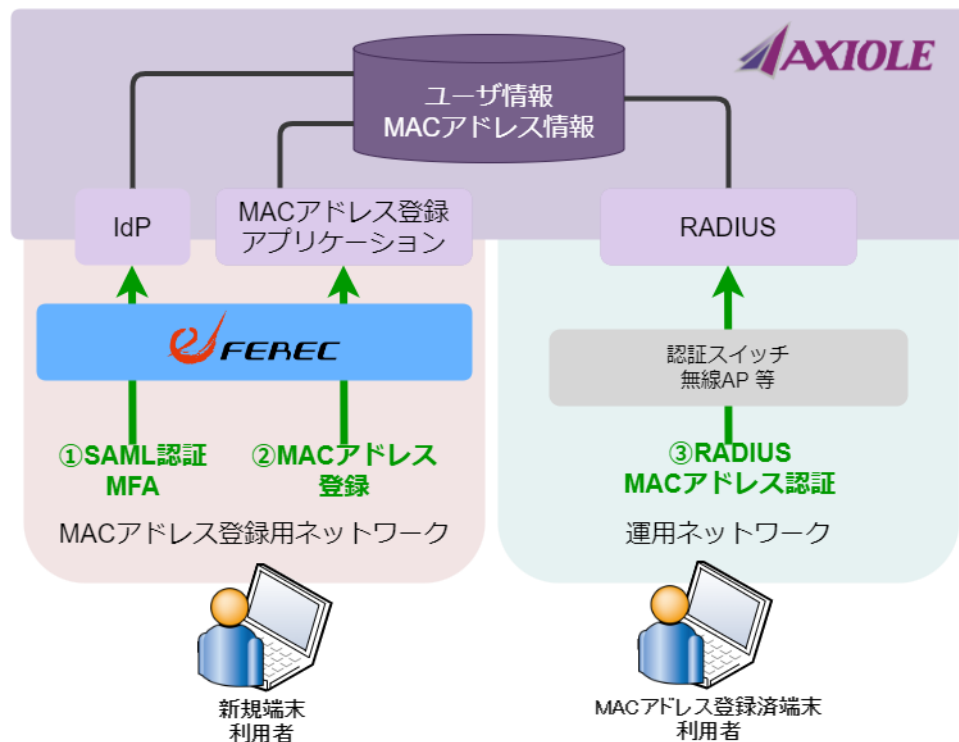 AXIOLE
ユーザ情報
MACアドレス情報
IdP
MACアドレス登録
アプリケーション
RADIUS
FEREC
認証スイッチ
無線AP 等
①SAML認証
MFA
②MACアドレス
登録
③RADIUS
MACアドレス認証
MACアドレス登録用ネットワーク
運用ネットワーク
新規端末
利用者
MACアドレス登録済端末
利用者